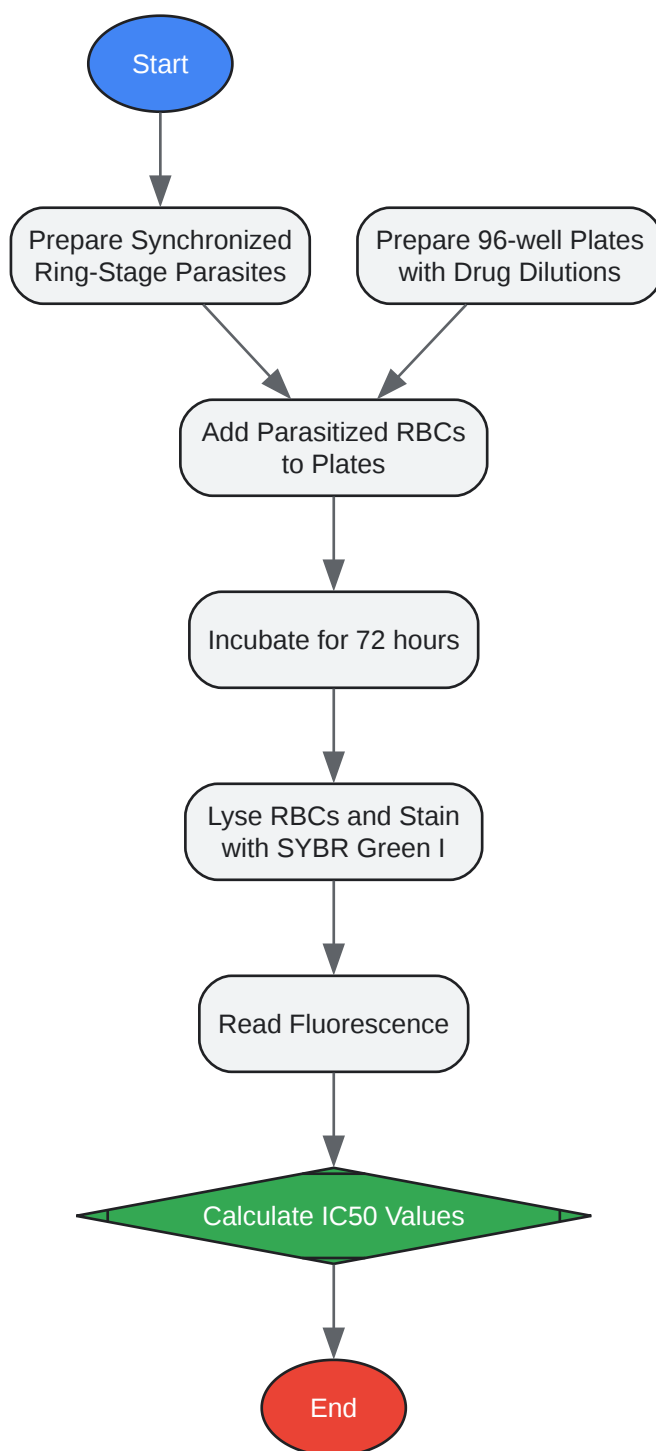 Start
Prepare Synchronized
Ring-Stage Parasites
Prepare 96-well Plates
with Drug Dilutions
Add Parasitized RBCs
to Plates
Incubate for 72 hours
Lyse RBCs and Stain
with SYBR Green I
Read Fluorescence
Calculate IC50 Values
End